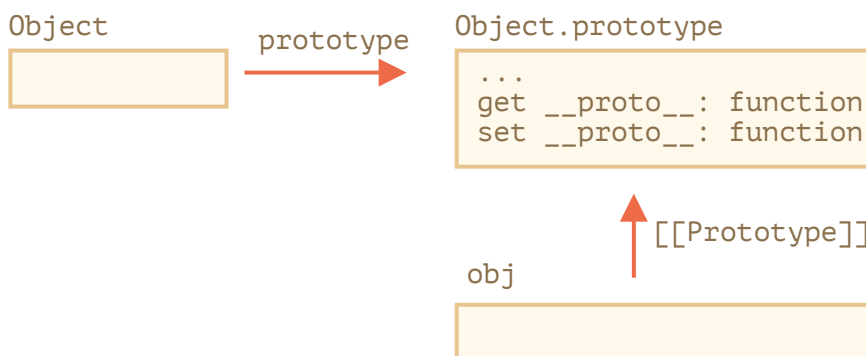 Object
prototype
Object.prototype
...
get __proto__: function
set __proto__: function
[[Prototype]]
obj